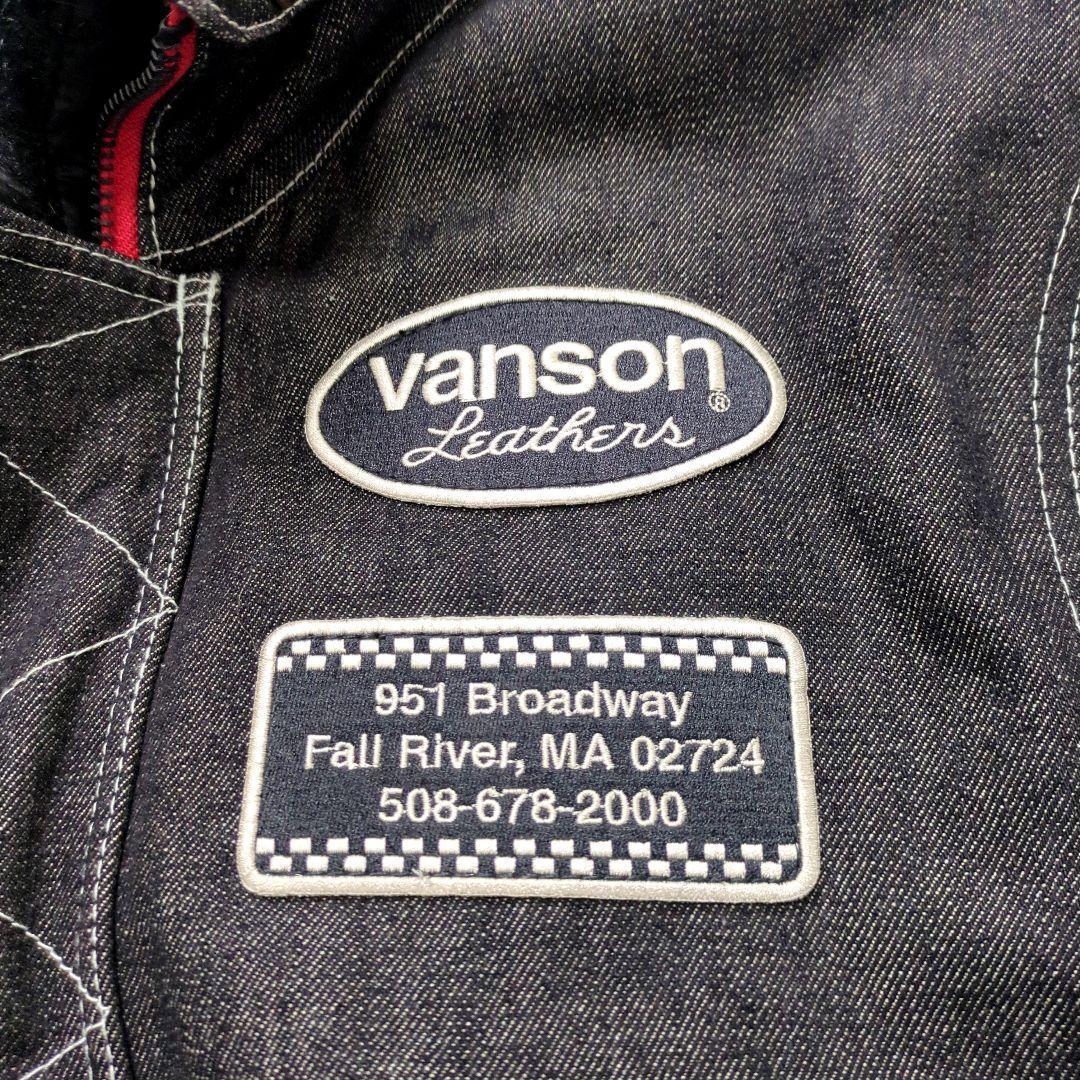 vanson®
Leathers
951 Broadway
Fall River, MA 02724
508-678-2000